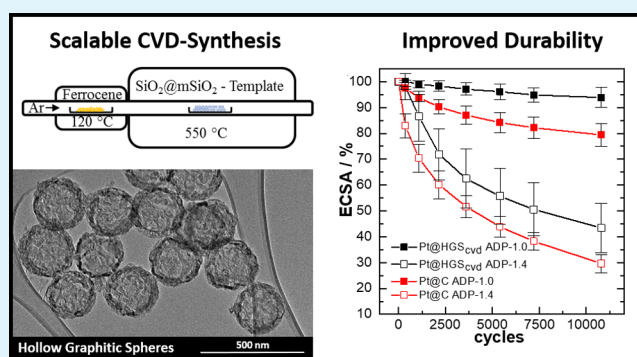 Scalable CVD-Synthesis
Improved Durability
SiO2@mSiO2 - Template
Ferrocene
Ar
120 °C
550 °C
Hollow Graphitic Spheres
500 nm
100
90
80
70
60
50
40
30
20
10
ECSA / %
Pt@HGScvd ADP-1.0
Pt@HGScvd ADP-1.4
Pt@C ADP-1.0
Pt@C ADP-1.4
0 2500 5000 7500 10000
cycles